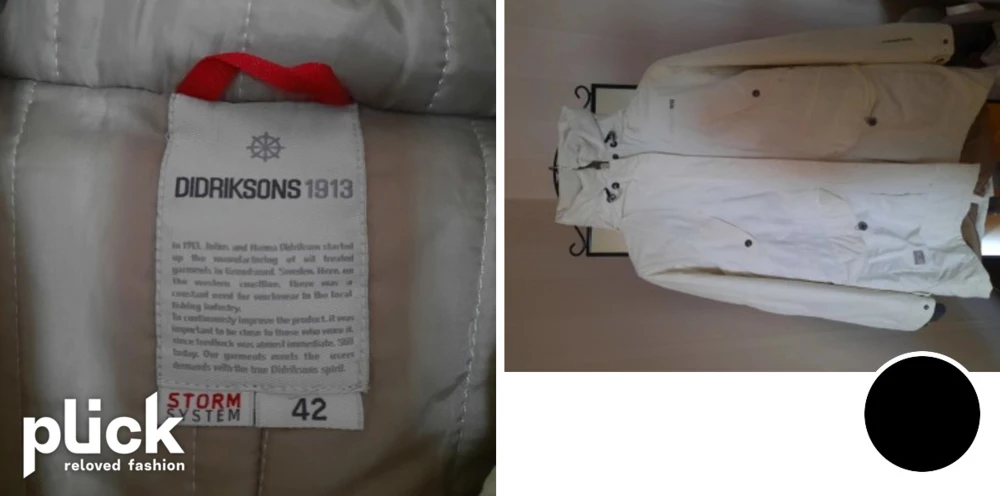 DIDRIKSONS 1913
In 1913, Julius and Hanna Didrikson started
up the manufacturing of oil treated
garments in Grundsund, Sweden. Here, on
the western coastline, there was a
constant need for workwear in the local
fishing industry.
To continuously improve the product, it was
important to be close to those who wore it,
since feedback was almost immediate. Still
today, Our garments meets the users
demands with the true Didriksons spirit.
STORM
SYSTEM
42
plick
reloved fashion